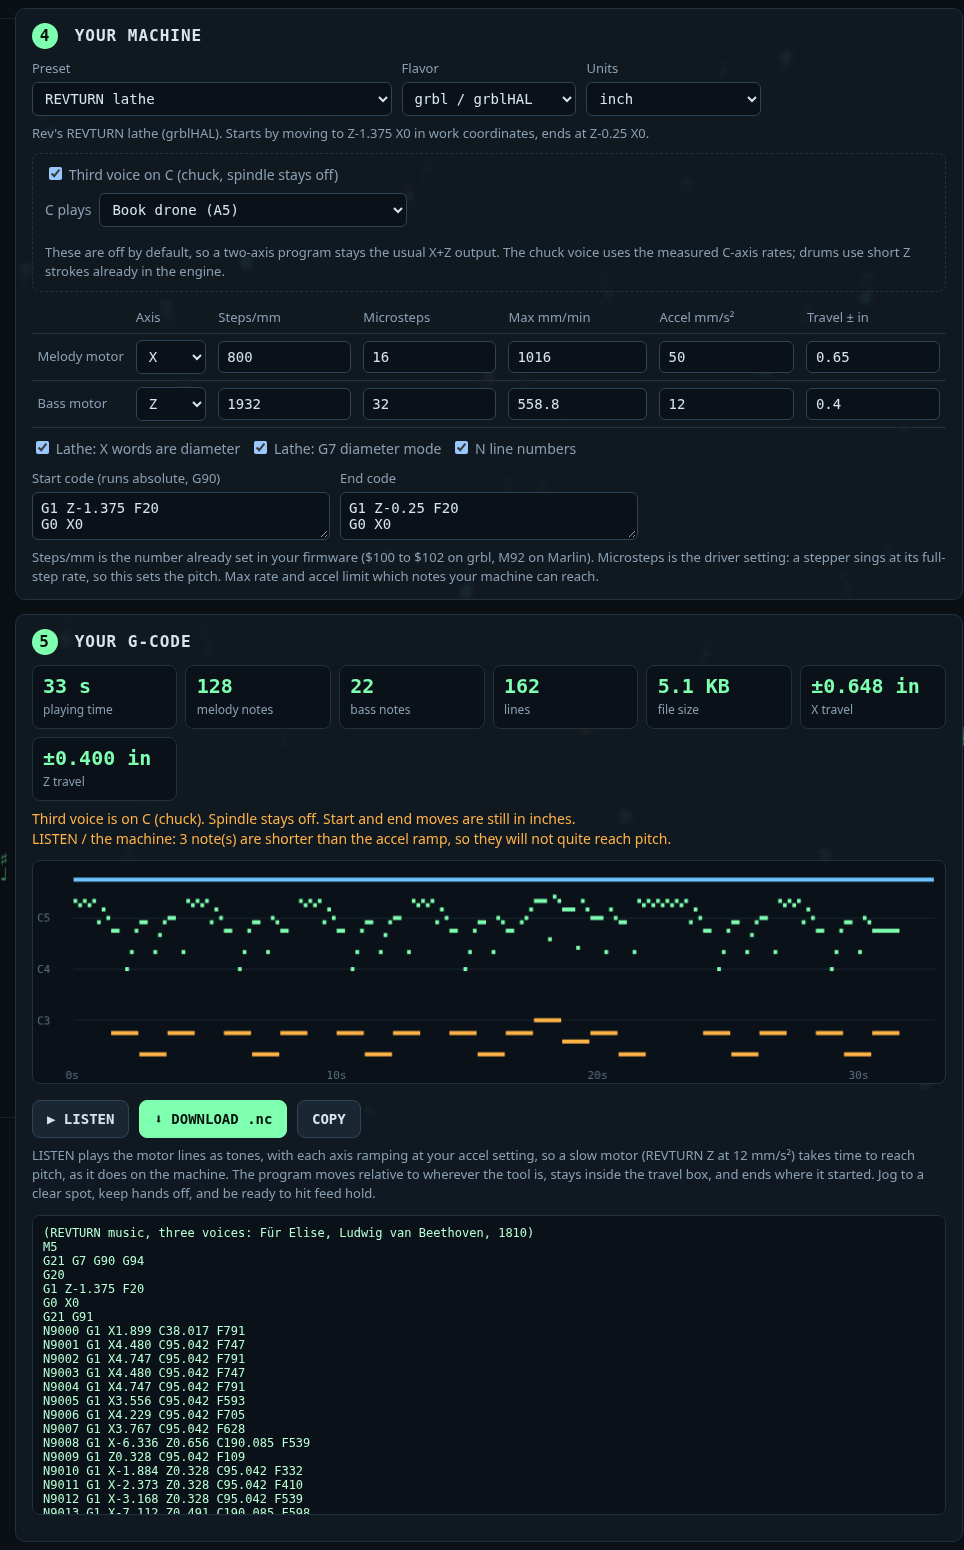 4 YOUR MACHINE
Preset Flavor Units
REVTURN lathe grbl / grblHAL inch
Rev's REVTURN lathe (grblHAL). Starts by moving to Z-1.375 X0 in work coordinates, ends at Z-0.25 X0.
Third voice on C (chuck, spindle stays off)
C plays Book drone (A5)
These are off by default, so a two-axis program stays the usual X+Z output. The chuck voice uses the measured C-axis rates; drums use short Z
strokes already in the engine.
Axis Steps/mm Microsteps Max mm/min Accel mm/s² Travel ± in
Melody motor X 800 16 1016 50 0.65
Bass motor Z 1932 32 558.8 12 0.4
Lathe: X words are diameter Lathe: G7 diameter mode N line numbers
Start code (runs absolute, G90) End code
G1 Z-1.375 F20 G1 Z-0.25 F20
G0 X0 G0 X0
Steps/mm is the number already set in your firmware ($100 to $102 on grbl, M92 on Marlin). Microsteps is the driver setting: a stepper sings at its full-
step rate, so this sets the pitch. Max rate and accel limit which notes your machine can reach.
5 YOUR G-CODE
33 s 128 22 162 5.1 KB ±0.648 in
playing time melody notes bass notes lines file size X travel
±0.400 in
Z travel
Third voice is on C (chuck). Spindle stays off. Start and end moves are still in inches.
LISTEN / the machine: 3 note(s) are shorter than the accel ramp, so they will not quite reach pitch.
C5
C4
C3
0s 10s 20s 30s
▶ LISTEN ⬇ DOWNLOAD .nc COPY
LISTEN plays the motor lines as tones, with each axis ramping at your accel setting, so a slow motor (REVTURN Z at 12 mm/s²) takes time to reach
pitch, as it does on the machine. The program moves relative to wherever the tool is, stays inside the travel box, and ends where it started. Jog to a
clear spot, keep hands off, and be ready to hit feed hold.
(REVTURN music, three voices: Für Elise, Ludwig van Beethoven, 1810)
M5
G21 G7 G90 G94
G20
G1 Z-1.375 F20
G0 X0
G21 G91
N9000 G1 X1.899 C38.017 F791
N9001 G1 X4.480 C95.042 F747
N9002 G1 X4.747 C95.042 F791
N9003 G1 X4.480 C95.042 F747
N9004 G1 X4.747 C95.042 F791
N9005 G1 X3.556 C95.042 F593
N9006 G1 X4.229 C95.042 F705
N9007 G1 X3.767 C95.042 F628
N9008 G1 X-6.336 Z0.656 C190.085 F539
N9009 G1 Z0.328 C95.042 F109
N9010 G1 X-1.884 Z0.328 C95.042 F332
N9011 G1 X-2.373 Z0.328 C95.042 F410
N9012 G1 X-3.168 Z0.328 C95.042 F539
N9013 G1 X-7.112 Z0.491 C190.085 F598